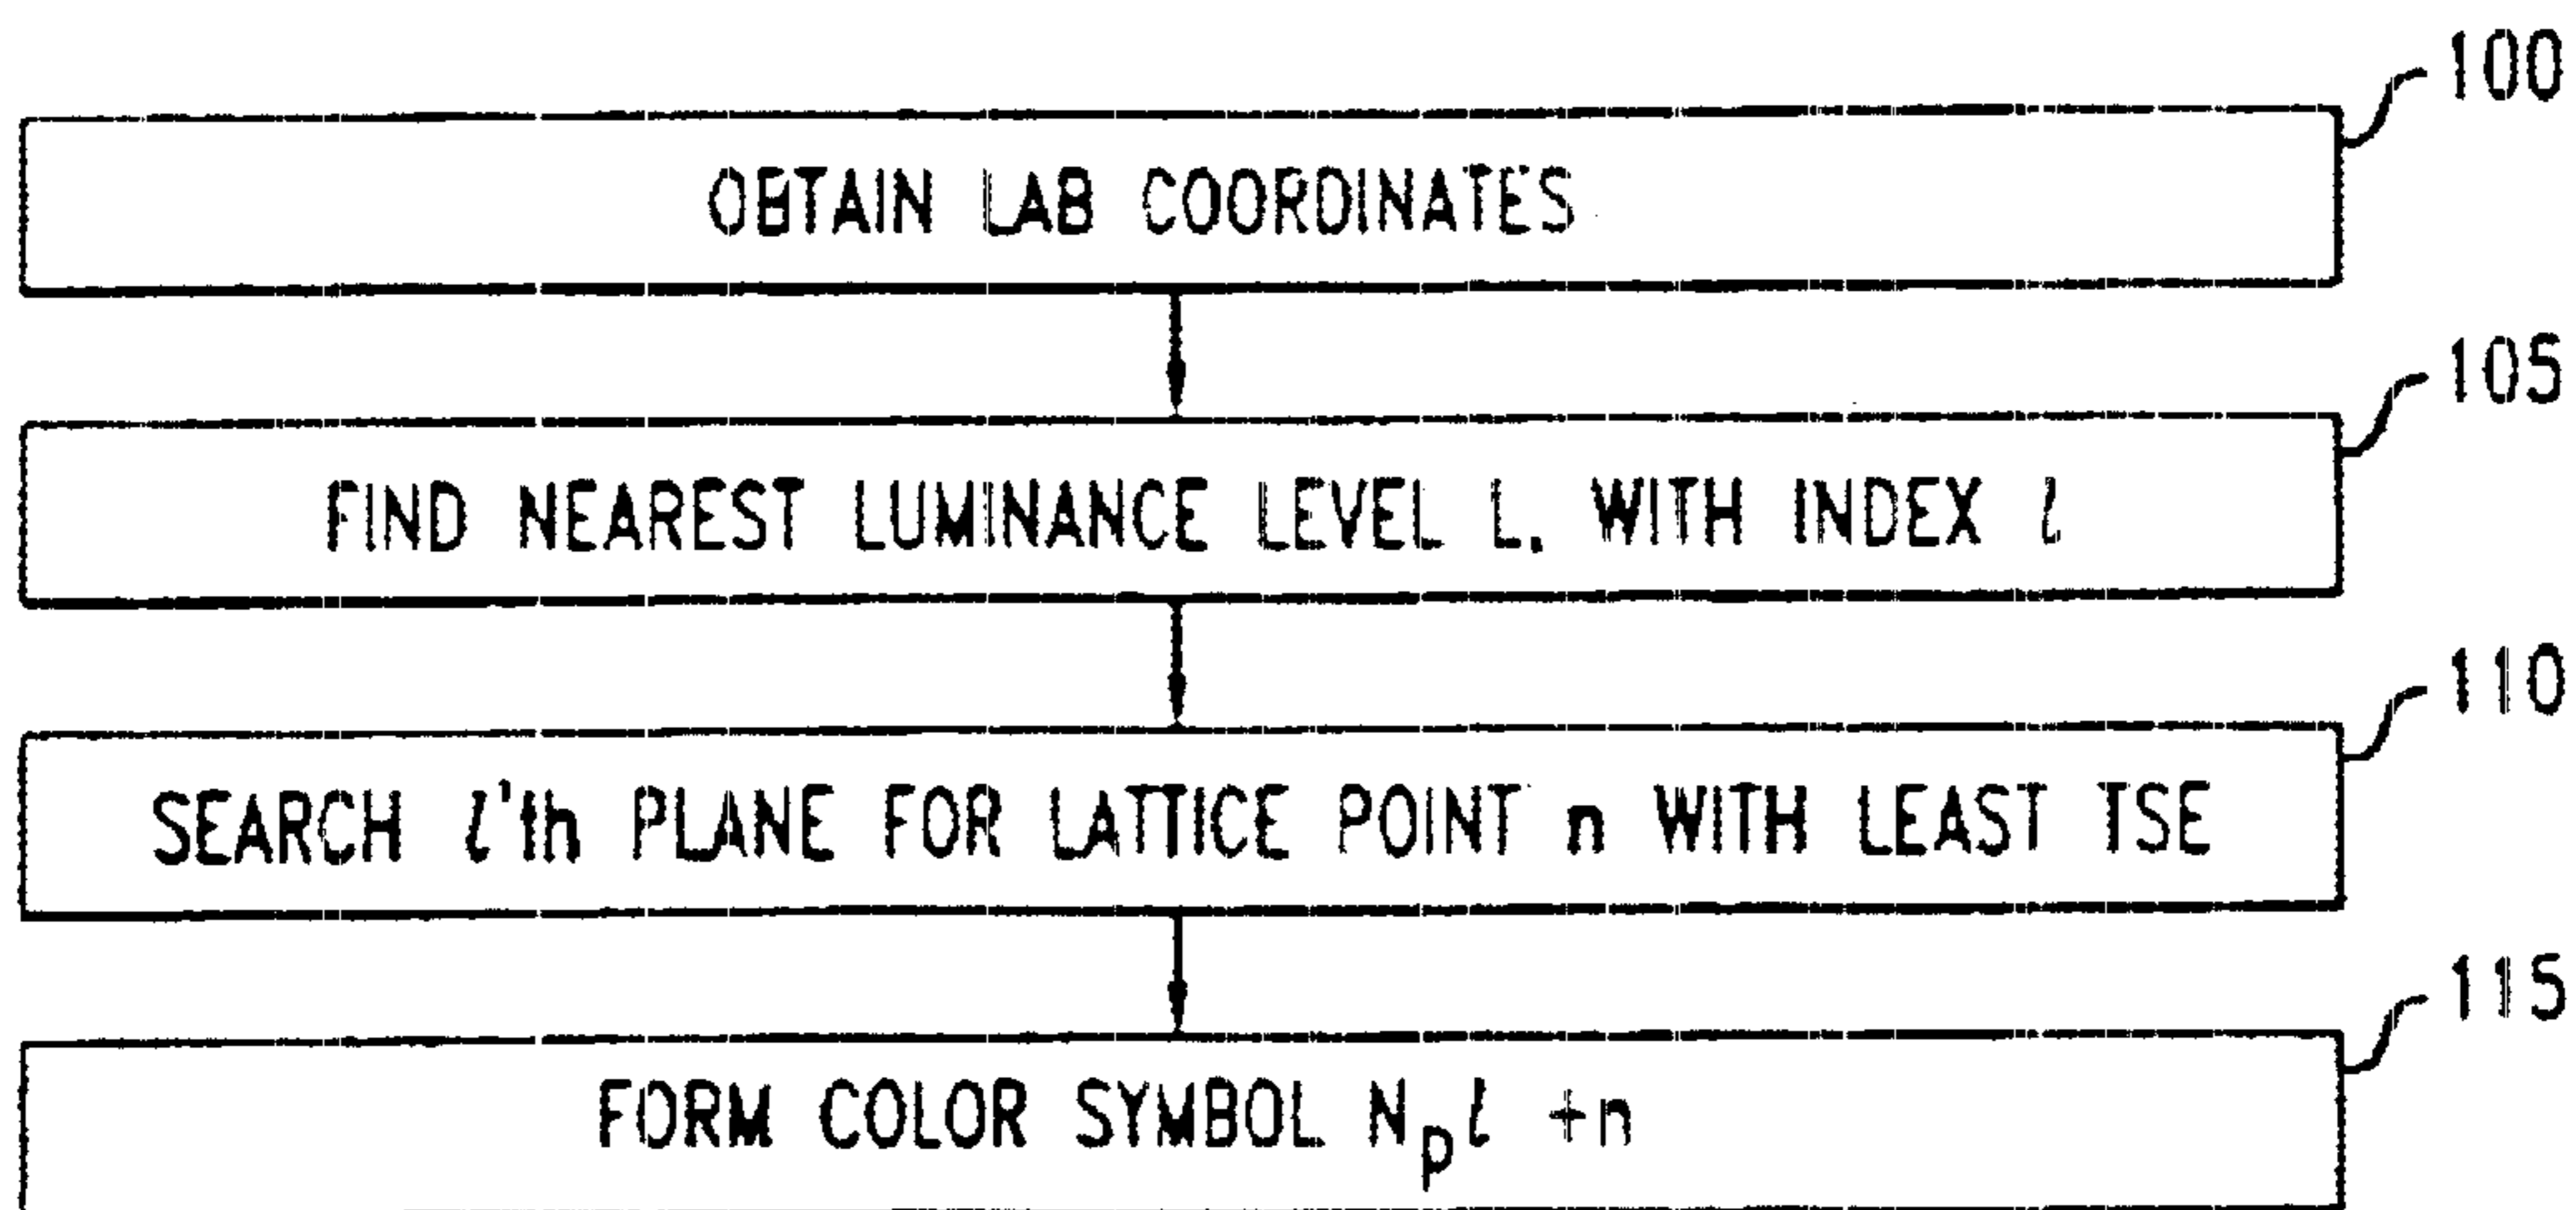 100
OBTAIN LAB COORDINATES
105
FIND NEAREST LUMINANCE LEVEL L, WITH INDEX l
110
SEARCH l'th PLANE FOR LATTICE POINT n WITH LEAST TSE
115
FORM COLOR SYMBOL Npl +n